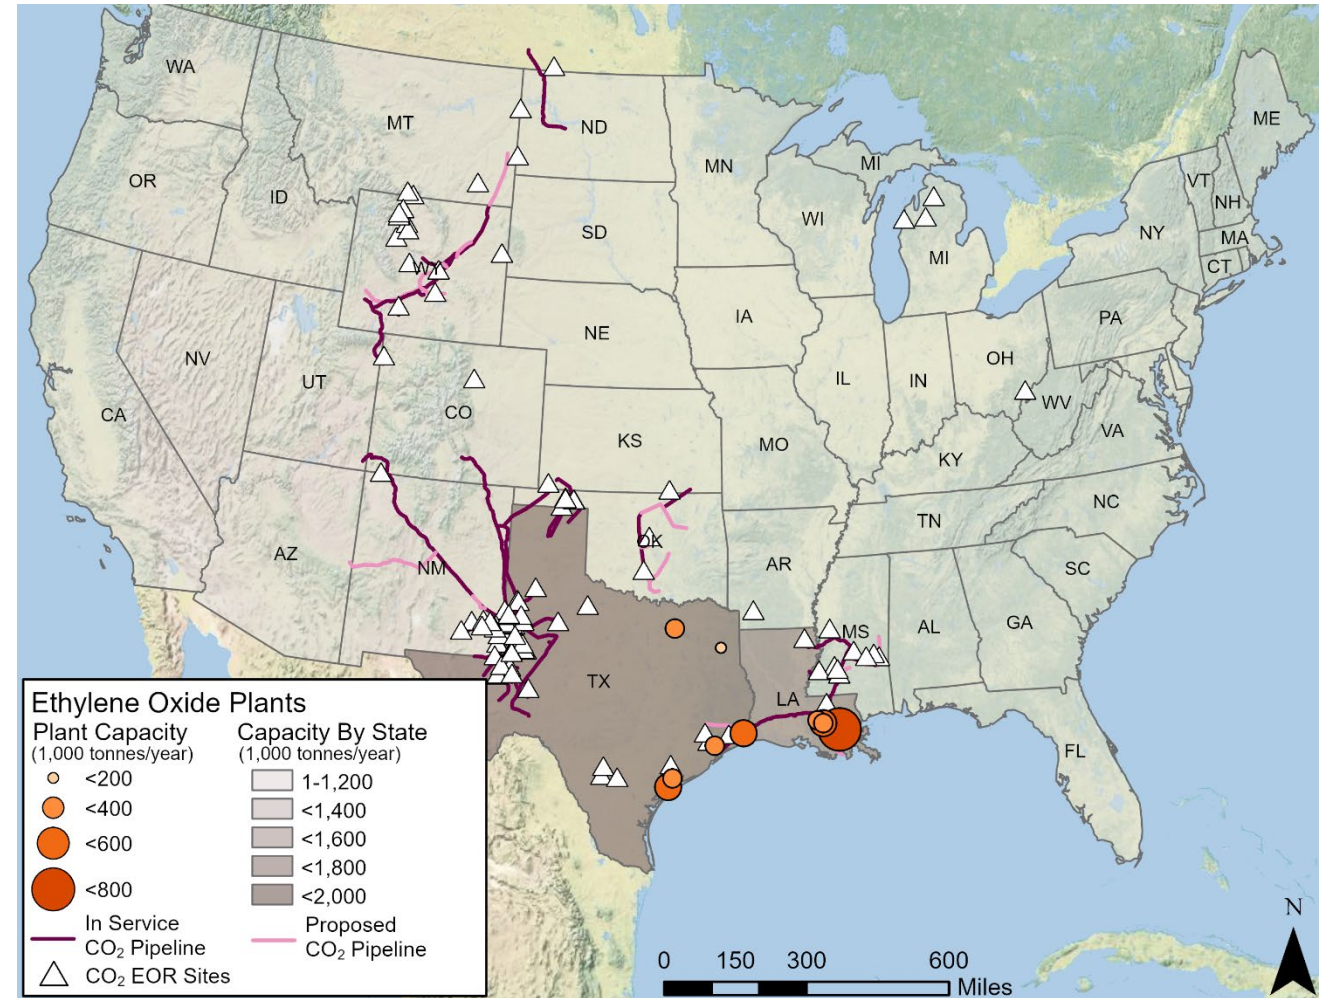 WA
MT
ND
MN
ME
OR
ID
SD
WI
MI
VT
NH
NY
MA
CT
WY
MI
NE
IA
PA
NV
UT
CO
IL
IN
OH
WV
CA
KS
MO
KY
VA
NC
AZ
NM
OK
AR
TN
SC
MS
AL
GA
TX
LA
FL
Ethylene Oxide Plants
Plant Capacity
(1,000 tonnes/year)
<200
<400
<600
<800
In Service
CO₂ Pipeline
CO₂ EOR Sites
Capacity By State
(1,000 tonnes/year)
1-1,200
<1,400
<1,600
<1,800
<2,000
Proposed
CO₂ Pipeline
0 150 300 600
Miles
N